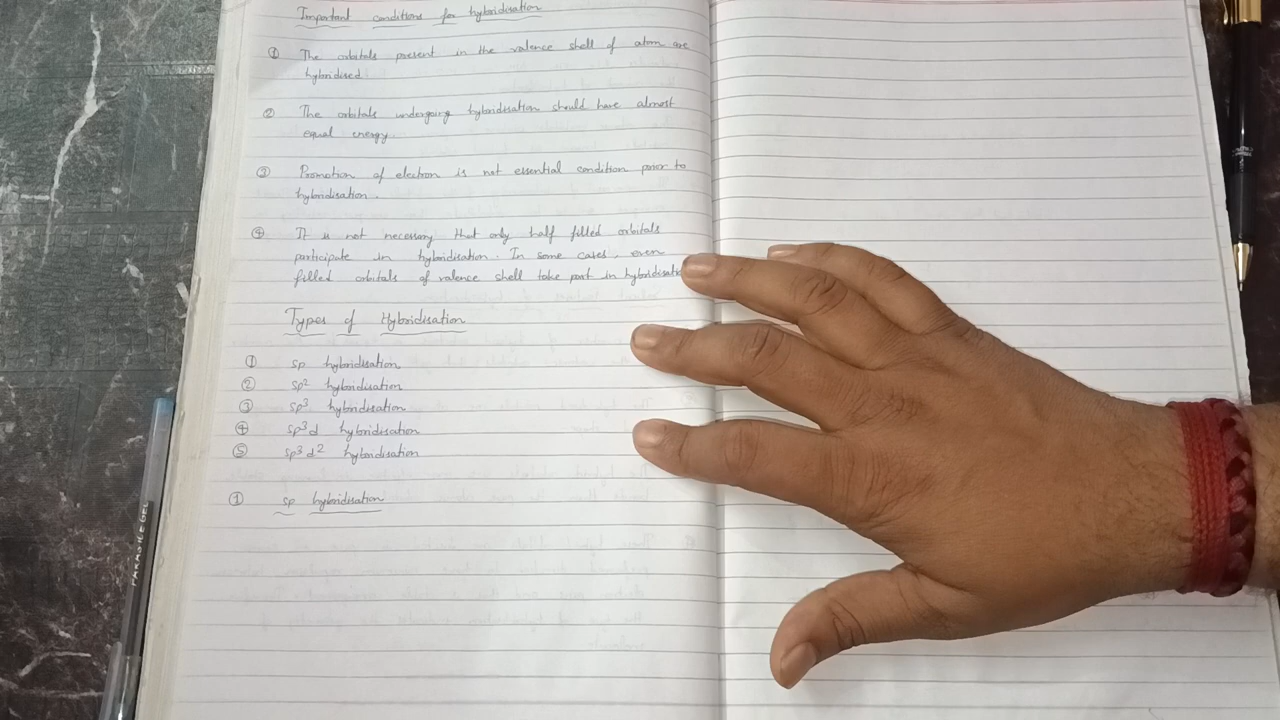 Important conditions for hybridisation
① The orbitals present in the valence shell of atom are
hybridised.
② The orbitals undergoing hybridisation should have almost
equal energy.
③ Promotion of electron is not essential condition prior to
hybridisation.
④ It is not necessary that only half filled orbitals
participate in hybridisation. In some cases, even
filled orbitals of valence shell take part in hybridisatio
Types of Hybridisation
① sp hybridisation
② sp² hybridisation
③ sp³ hybridisation
④ sp³d hybridisation
⑤ sp³d² hybridisation
① sp hybridisation